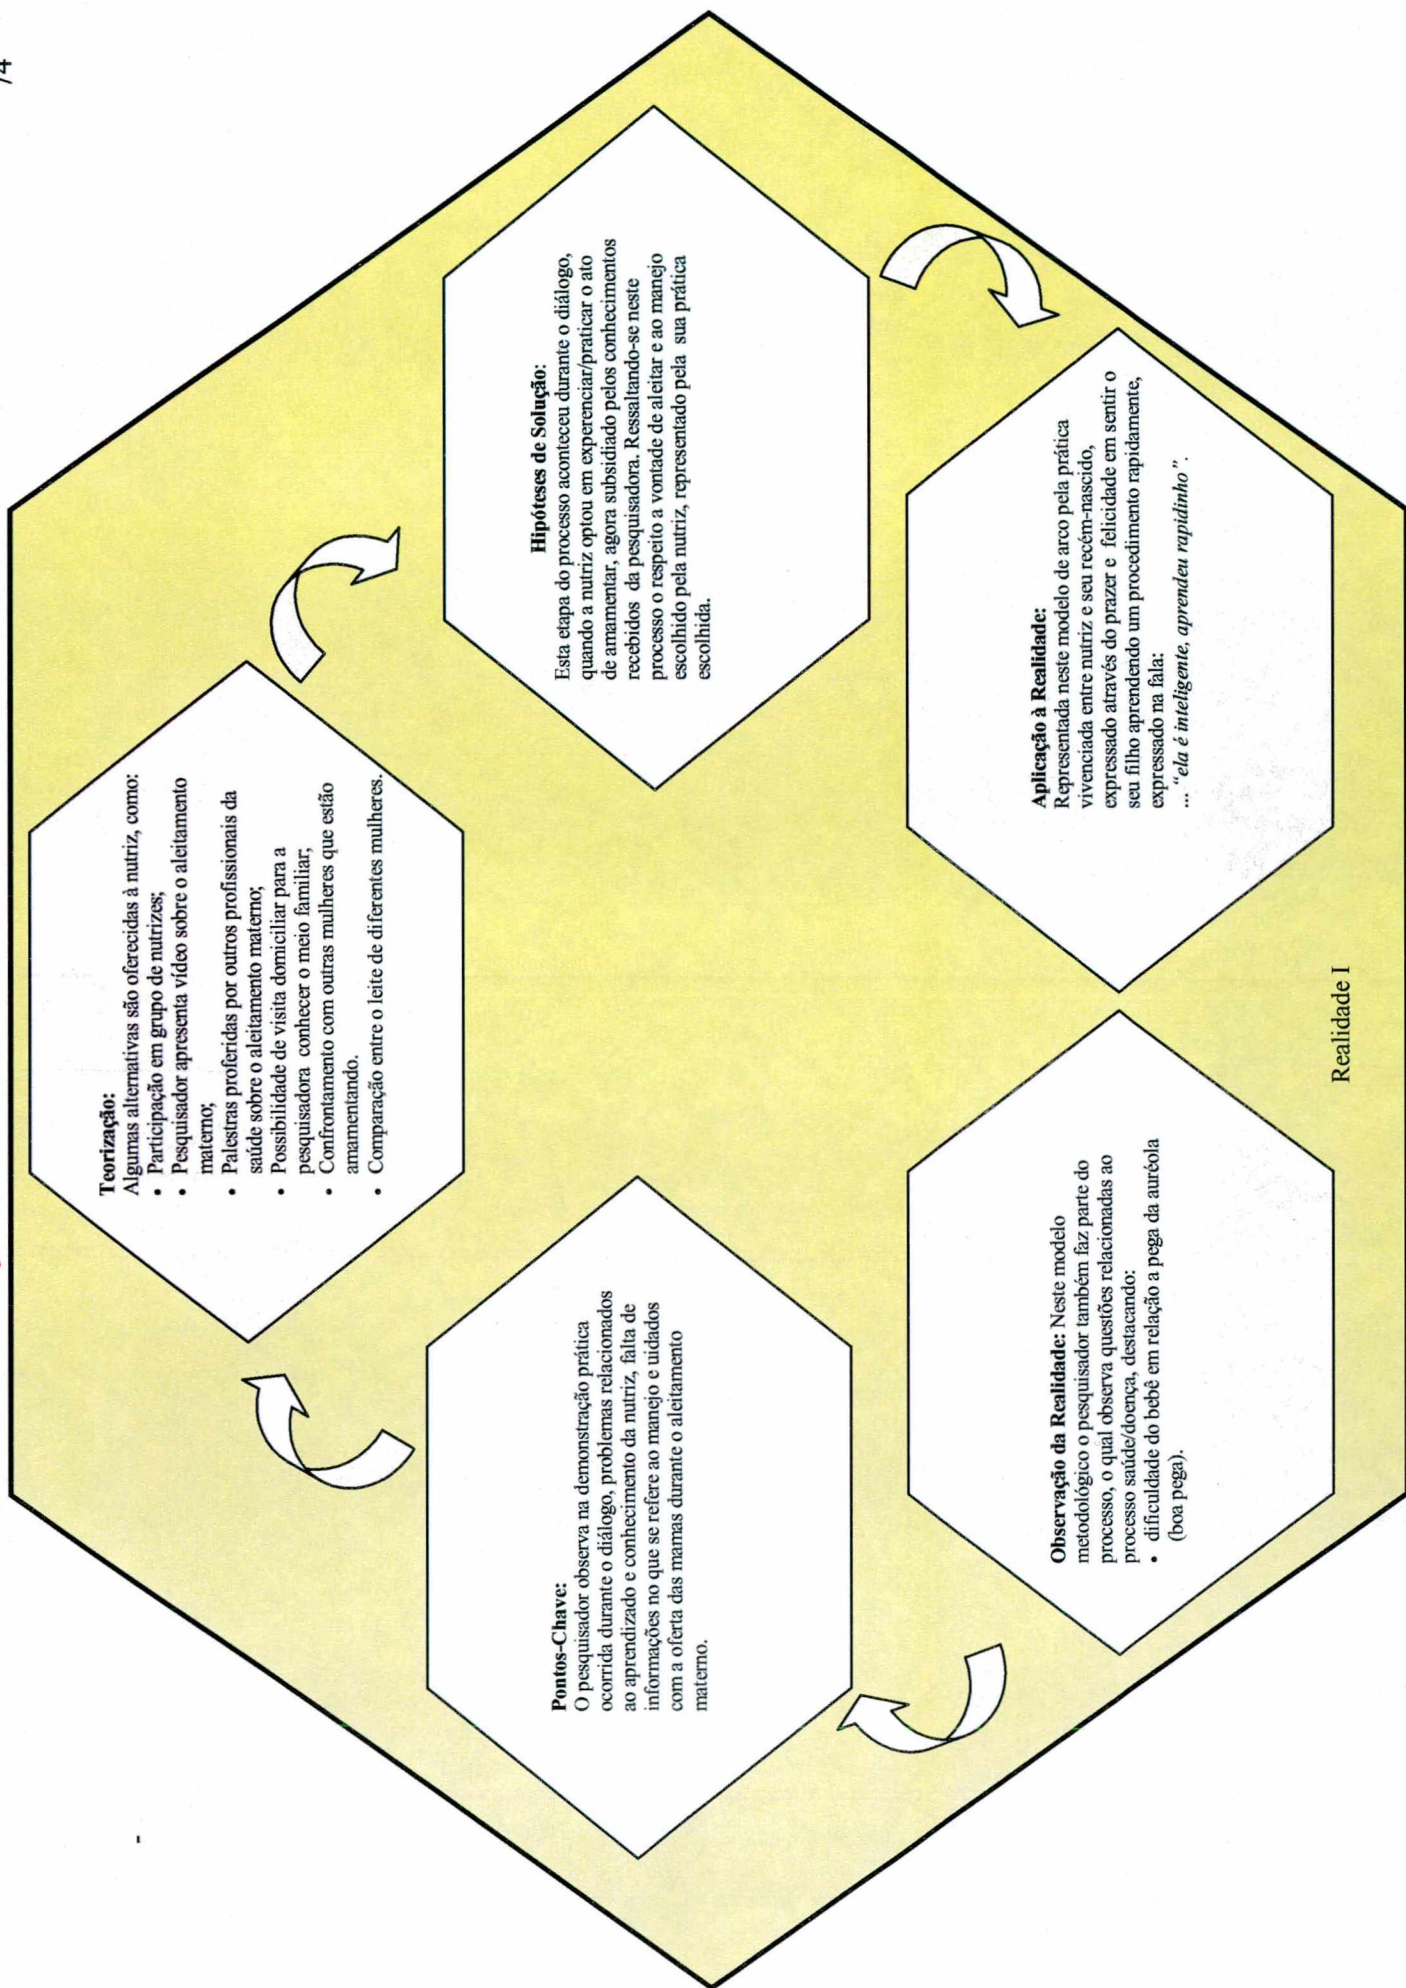 74
Teorização:
Algumas alternativas são oferecidas à nutriz, como:
• Participação em grupo de nutrizes;
• Pesquisador apresenta vídeo sobre o aleitamento
materno;
• Palestras proferidas por outros profissionais da
saúde sobre o aleitamento materno;
• Possibilidade de visita domiciliar para a
pesquisadora conhecer o meio familiar;
• Confrontamento com outras mulheres que estão
amamentando.
• Comparação entre o leite de diferentes mulheres.
Pontos-Chave:
O pesquisador observa na demonstração prática
ocorrida durante o diálogo, problemas relacionados
ao aprendizado e conhecimento da nutriz, falta de
informações no que se refere ao manejo e uidados
com a oferta das mamas durante o aleitamento
materno.
Hipóteses de Solução:
Esta etapa do processo aconteceu durante o diálogo,
quando a nutriz optou em experenciar/praticar o ato
de amamentar, agora subsidiado pelos conhecimentos
recebidos da pesquisadora. Ressaltando-se neste
processo o respeito a vontade de aleitar e ao manejo
escolhido pela nutriz, representado pela sua prática
escolhida.
Observação da Realidade: Neste modelo
metodológico o pesquisador também faz parte do
processo, o qual observa questões relacionadas ao
processo saúde/doença, destacando:
• dificuldade do bebê em relação a pega da auréola
(boa pega).
Aplicação à Realidade:
Representada neste modelo de arco pela prática
vivenciada entre nutriz e seu recém-nascido,
expressado através do prazer e felicidade em sentir o
seu filho aprendendo um procedimento rapidamente,
expressado na fala:
... “ela é inteligente, aprendeu rapidinho”.
Realidade I